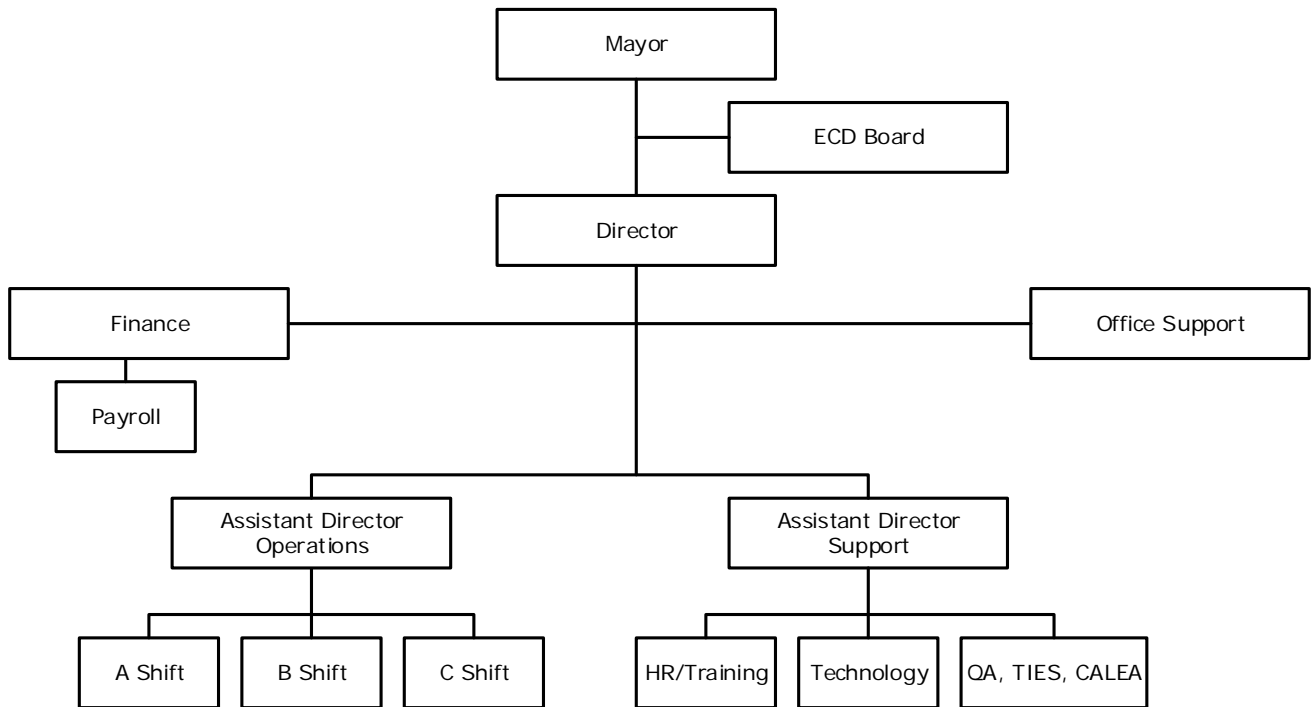 Mayor
ECD Board
Director
Finance
Office Support
Payroll
Assistant Director
Operations
Assistant Director
Support
A Shift
B Shift
C Shift
HR/Training
Technology
QA, TIES, CALEA